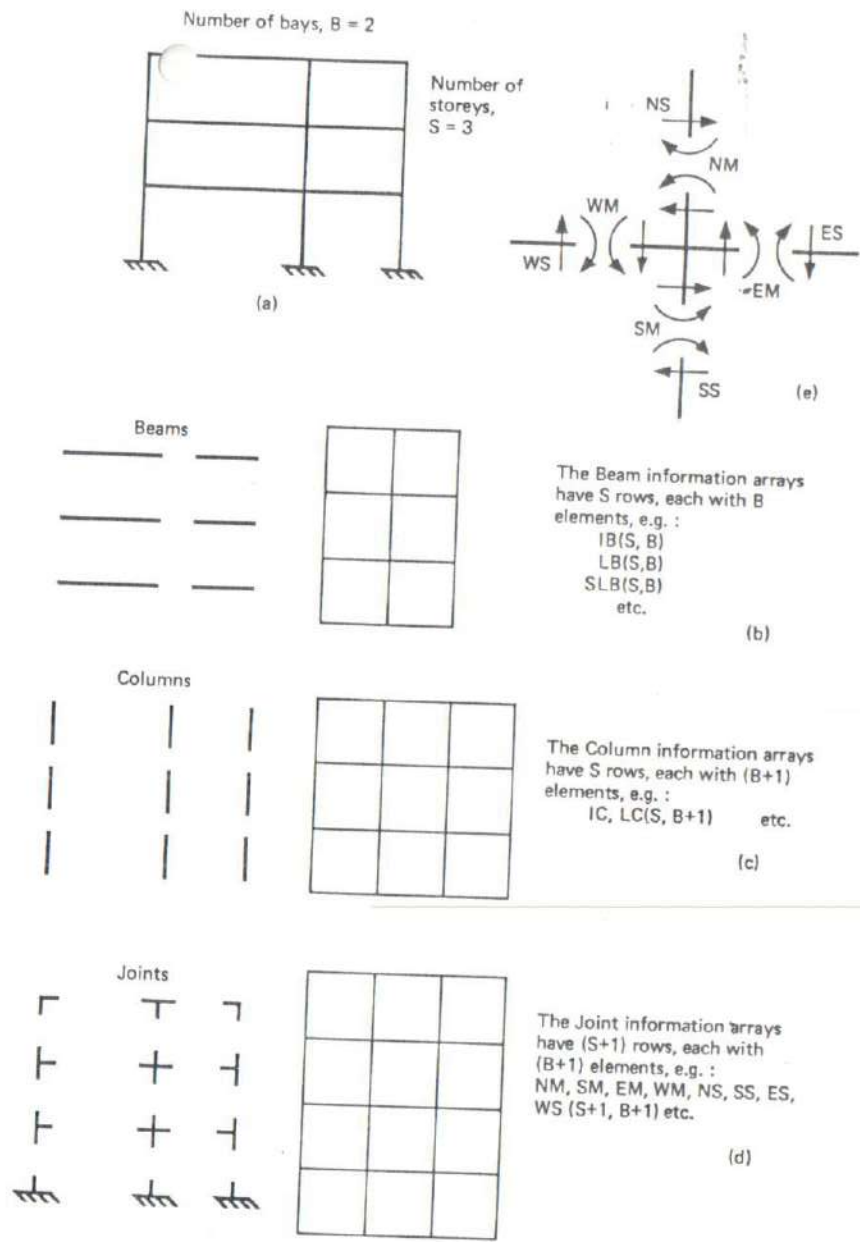 Number of bays, B = 2
Number of
storeys,
S = 3
(a)
NS
NM
WM
ES
WS
EM
SM
SS
(e)
Beams
The Beam information arrays
have S rows, each with B
elements, e.g. :
IB(S, B)
LB(S,B)
SLB(S,B)
etc.
(b)
Columns
The Column information arrays
have S rows, each with (B+1)
elements, e.g. :
IC, LC(S, B+1) etc.
(c)
Joints
The Joint information arrays
have (S+1) rows, each with
(B+1) elements, e.g. :
NM, SM, EM, WM, NS, SS, ES,
WS (S+1, B+1) etc.
(d)